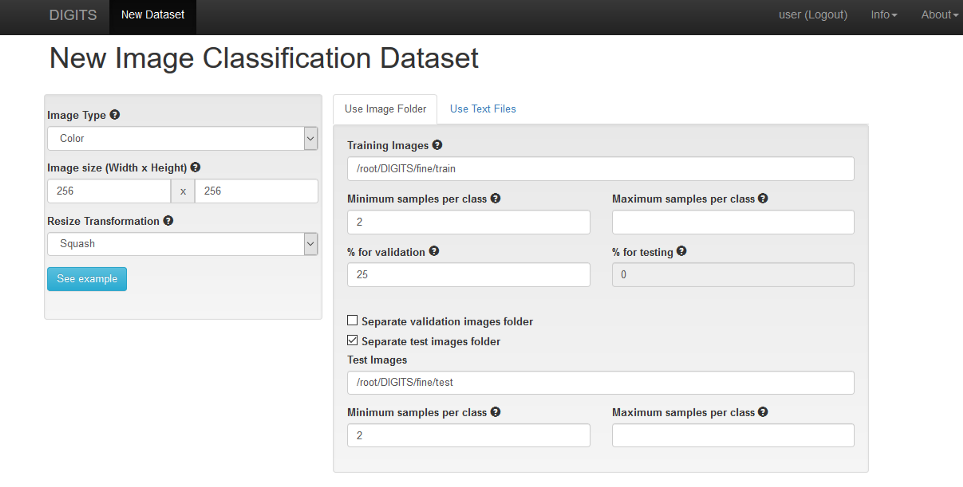 DIGITS New Dataset user (Logout) Info About
New Image Classification Dataset
Image Type
Color
Image size (Width x Height)
256 x 256
Resize Transformation
Squash
See example
Use Image Folder Use Text Files
Training Images
/root/DIGITS/fine/train
Minimum samples per class Maximum samples per class
2
% for validation % for testing
25 0
Separate validation images folder
Separate test images folder
Test Images
/root/DIGITS/fine/test
Minimum samples per class Maximum samples per class
2